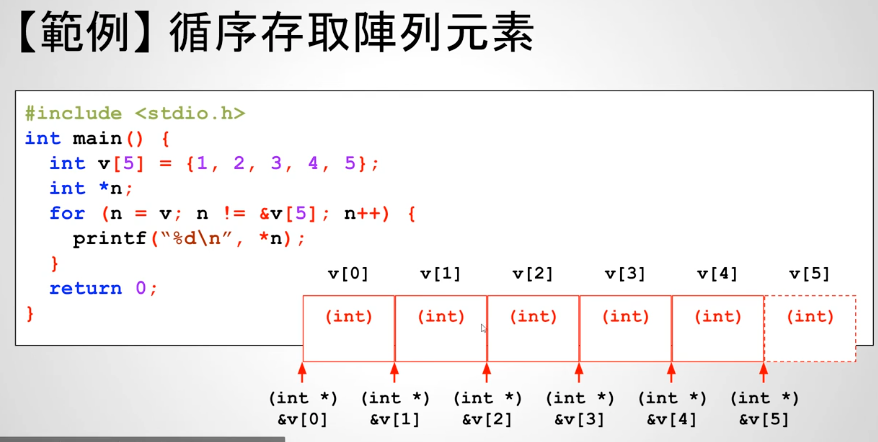 【範例】循序存取陣列元素
#include <stdio.h>
int main() {
int v[5] = {1, 2, 3, 4, 5};
int *n;
for (n = v; n != &v[5]; n++) {
printf(“%d\n”, *n);
}
return 0;
}
v[0] v[1] v[2] v[3] v[4] v[5]
(int) (int) (int) (int) (int) (int)
(int *) (int *) (int *) (int *) (int *) (int *)
&v[0] &v[1] &v[2] &v[3] &v[4] &v[5]